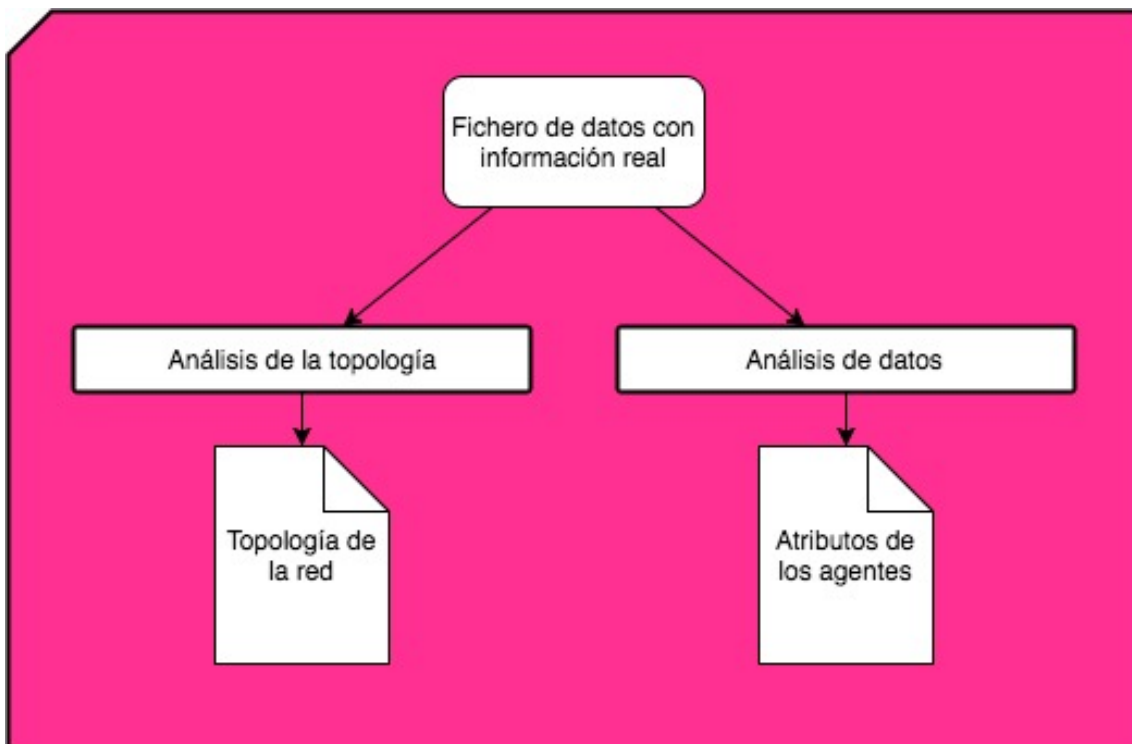 Fichero de datos con
información real
Análisis de la topología
Análisis de datos
Topología de
la red
Atributos de
los agentes